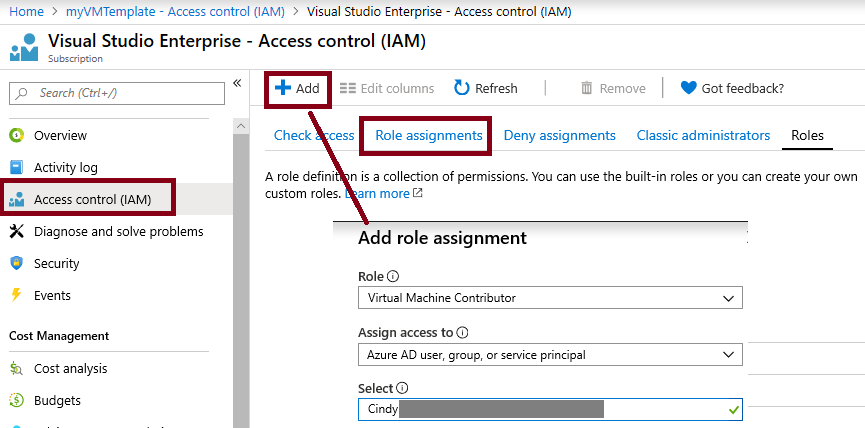 Home > myVMTemplate - Access control (IAM) > Visual Studio Enterprise - Access control (IAM)
Visual Studio Enterprise - Access control (IAM)
Subscription
Search (Ctrl+/)
«
Overview
Activity log
Access control (IAM)
Diagnose and solve problems
Security
Events
Cost Management
Cost analysis
Budgets
Add
Edit columns
Refresh
Remove
Got feedback?
Check access
Role assignments
Deny assignments
Classic administrators
Roles
A role definition is a collection of permissions. You can use the built-in roles or you can create your own
custom roles. Learn more
Add role assignment
Role
Virtual Machine Contributor
Assign access to
Azure AD user, group, or service principal
Select
Cindy